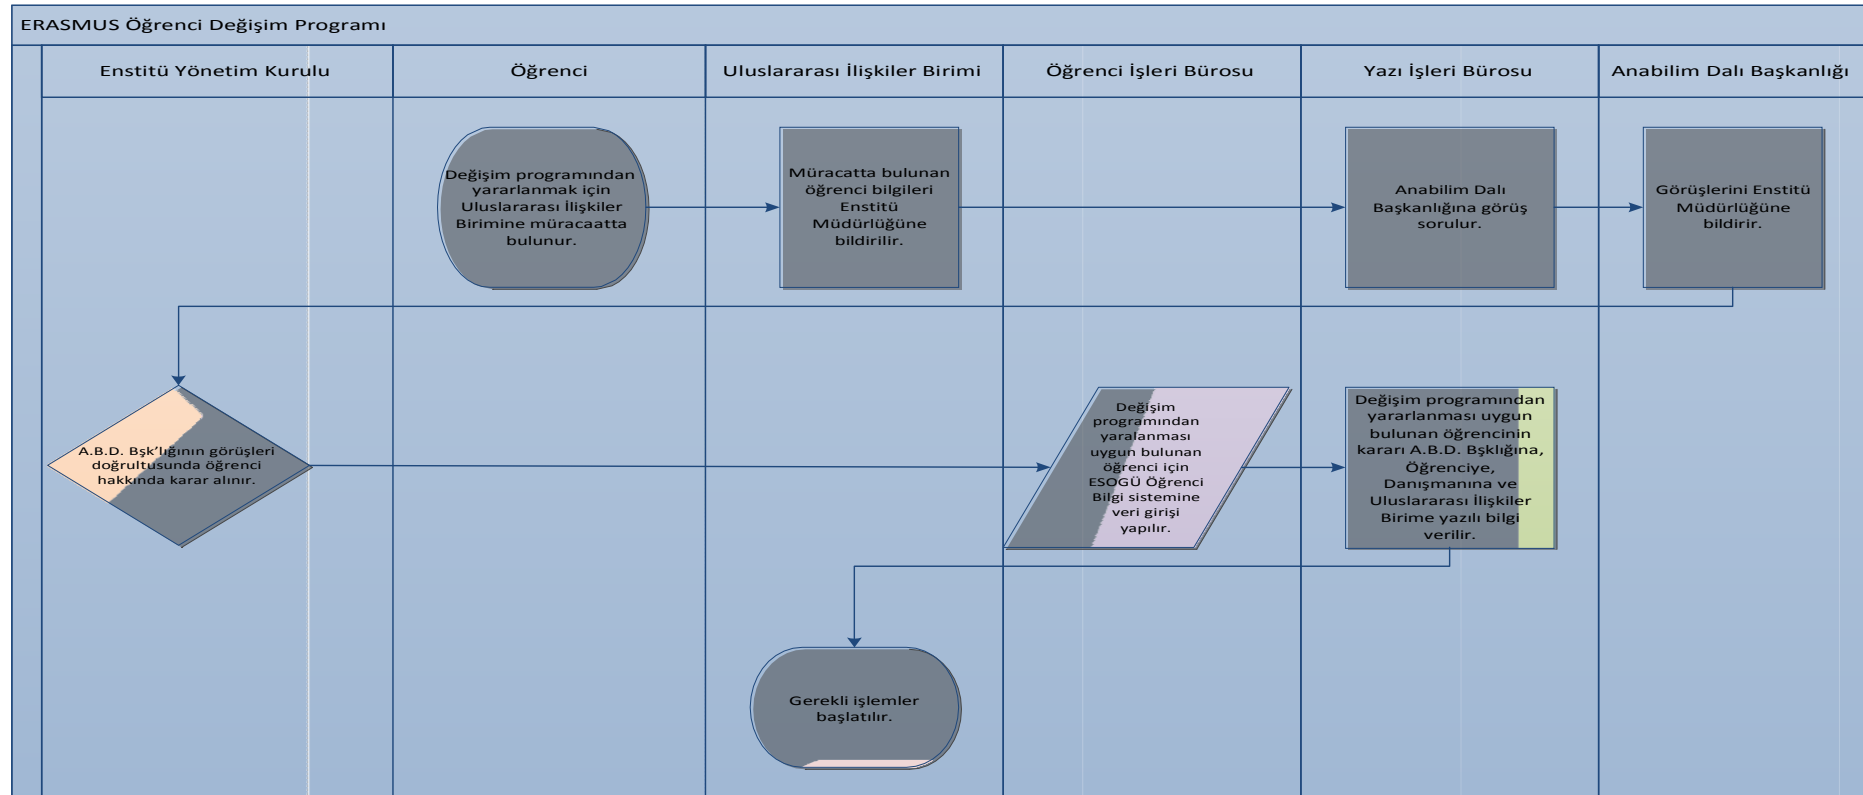 ERASMUS Öğrenci Değişim Programı
Enstitü Yönetim Kurulu
Öğrenci
Uluslararası İlişkiler Birimi
Öğrenci İşleri Bürosu
Yazı İşleri Bürosu
Anabilim Dalı Başkanlığı
Değişim programından
yararlanmak için
Uluslararası İlişkiler
Birimine müracaatta
bulunur.
Müracatta bulunan
öğrenci bilgileri
Enstitü
Müdürlüğüne
bildirilir.
Anabilim Dalı
Başkanlığına görüş
sorulur.
Görüşlerini Enstitü
Müdürlüğüne
bildirir.
A.B.D. Bşk’lığının görüşleri
doğrultusunda öğrenci
hakkında karar alınır.
Değişim
programından
yaralanması
uygun bulunan
öğrenci için
ESOGÜ Öğrenci
Bilgi sistemine
veri girişi
yapılır.
Değişim programından
yararlanması uygun
bulunan öğrencinin
kararı A.B.D. Bşklığına,
Öğrenciye,
Danışmanına ve
Uluslararası İlişkiler
Birime yazılı bilgi
verilir.
Gerekli işlemler
başlatılır.